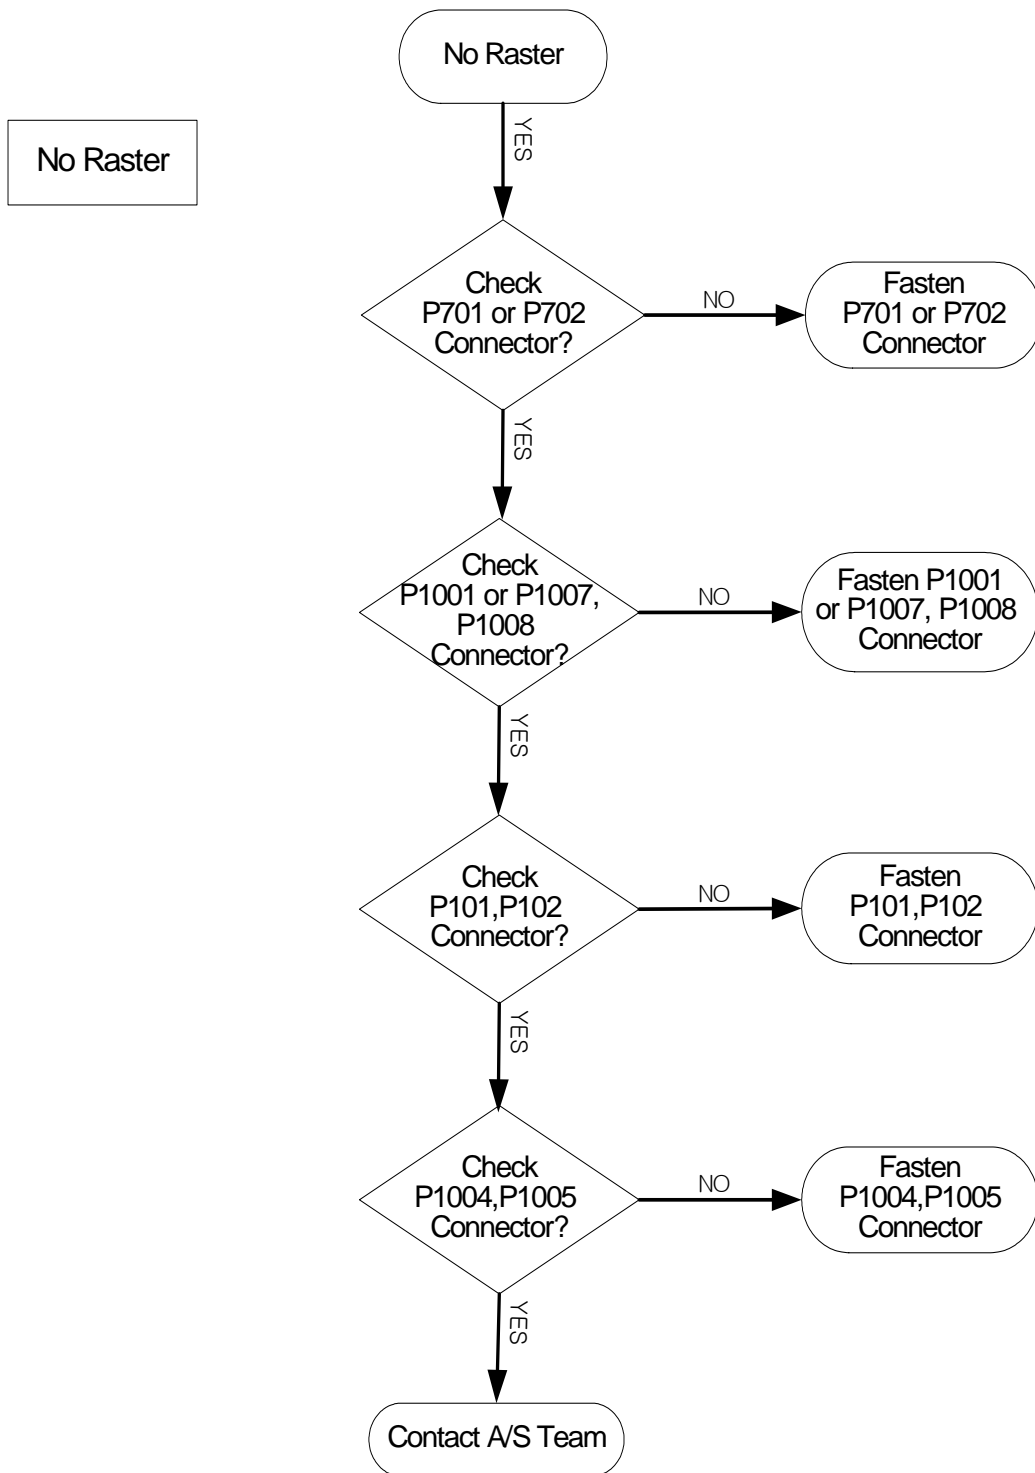 No Raster
YES
No Raster
Check
P701 or P702
Connector?
NO
Fasten
P701 or P702
Connector
YES
Check
P1001 or P1007,
P1008
Connector?
NO
Fasten P1001
or P1007, P1008
Connector
YES
Check
P101,P102
Connector?
NO
Fasten
P101,P102
Connector
YES
Check
P1004,P1005
Connector?
NO
Fasten
P1004,P1005
Connector
YES
Contact A/S Team